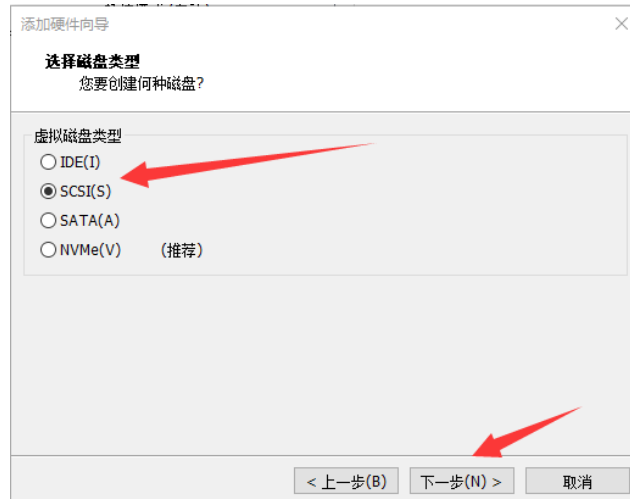 添加硬件向导
选择磁盘类型
您要创建何种磁盘?
虚拟磁盘类型
IDE(I)
SCSI(S)
SATA(A)
NVMe(V) (推荐)
< 上一步(B) 下一步(N) > 取消